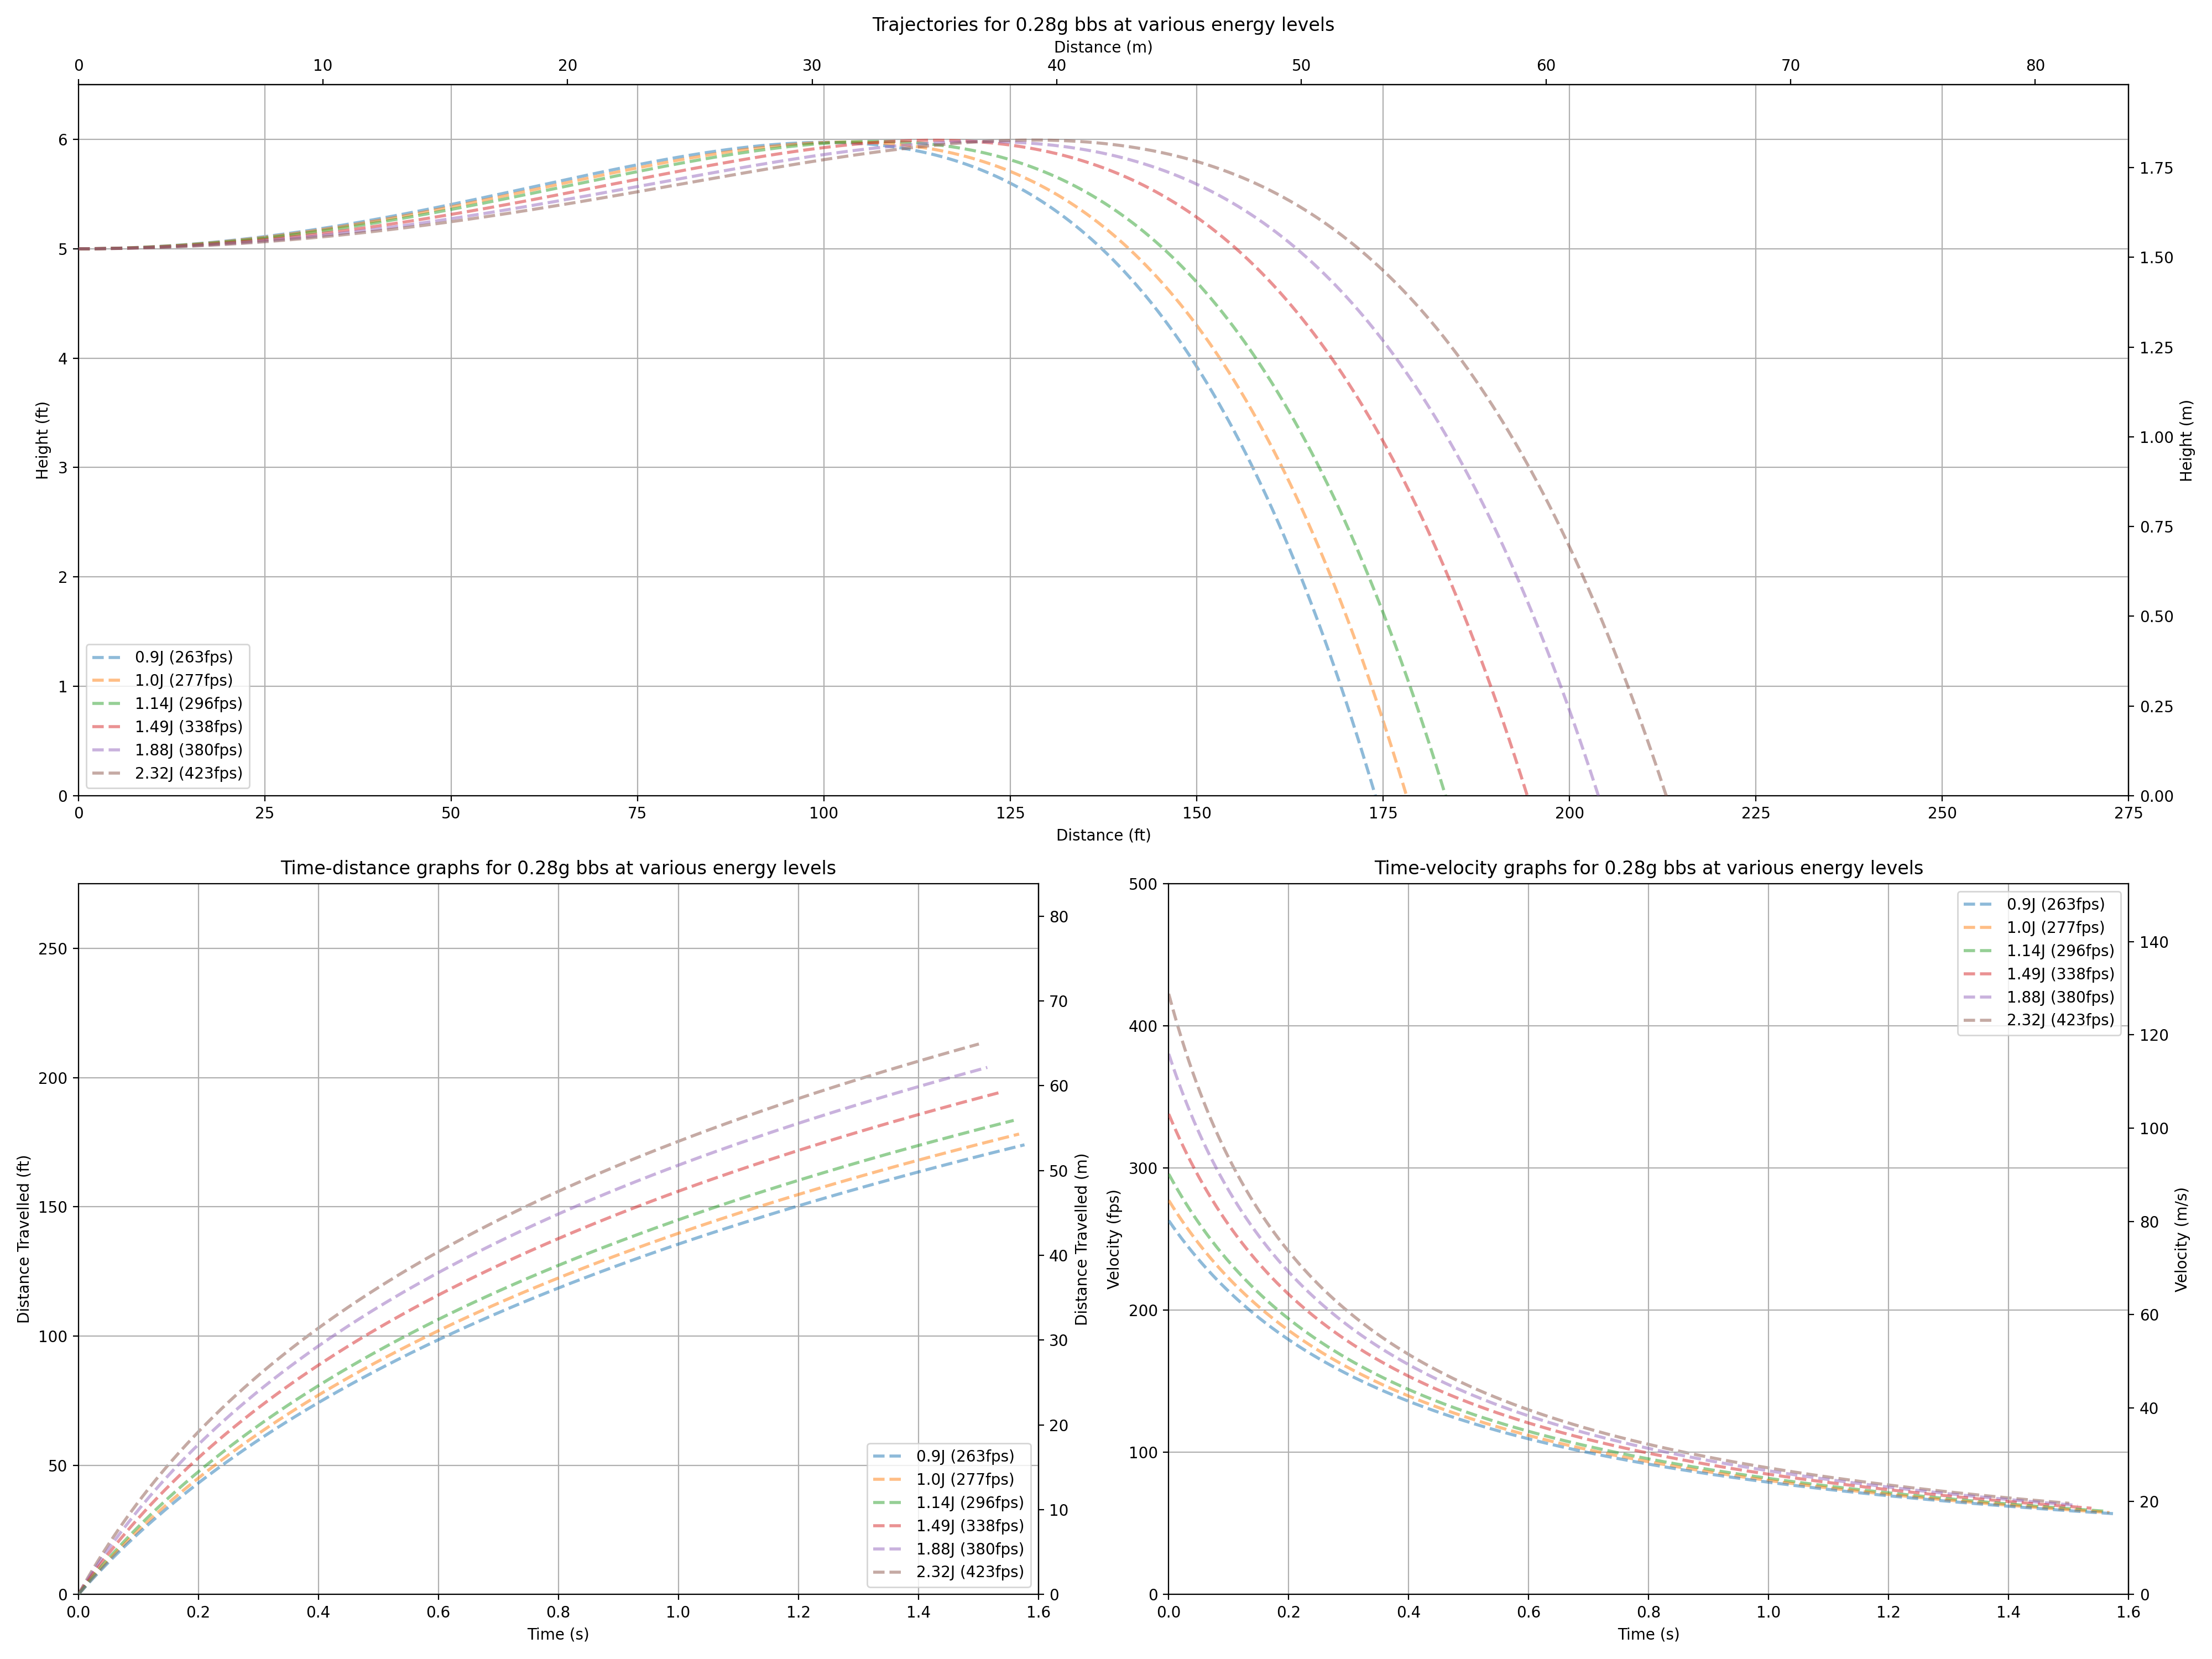 Trajectories for 0.28g bbs at various energy levels
Distance (m)
0 10 20 30 40 50 60 70 80
6
5
4
3
2
1
0
Height (ft)
1.75
1.50
1.25
1.00
0.75
0.50
0.25
0.00
Height (m)
0.9J (263fps)
1.0J (277fps)
1.14J (296fps)
1.49J (338fps)
1.88J (380fps)
2.32J (423fps)
0 25 50 75 100 125 150 175 200 225 250 275
Distance (ft)
Time-distance graphs for 0.28g bbs at various energy levels
250
200
150
100
50
0
Distance Travelled (ft)
80
70
60
50
40
30
20
10
0
Distance Travelled (m)
0.9J (263fps)
1.0J (277fps)
1.14J (296fps)
1.49J (338fps)
1.88J (380fps)
2.32J (423fps)
0.0 0.2 0.4 0.6 0.8 1.0 1.2 1.4 1.6
Time (s)
Time-velocity graphs for 0.28g bbs at various energy levels
500
400
300
200
100
0
Velocity (fps)
0.9J (263fps)
1.0J (277fps)
1.14J (296fps)
1.49J (338fps)
1.88J (380fps)
2.32J (423fps)
140
120
100
80
60
40
20
0
Velocity (m/s)
0.0 0.2 0.4 0.6 0.8 1.0 1.2 1.4 1.6
Time (s)